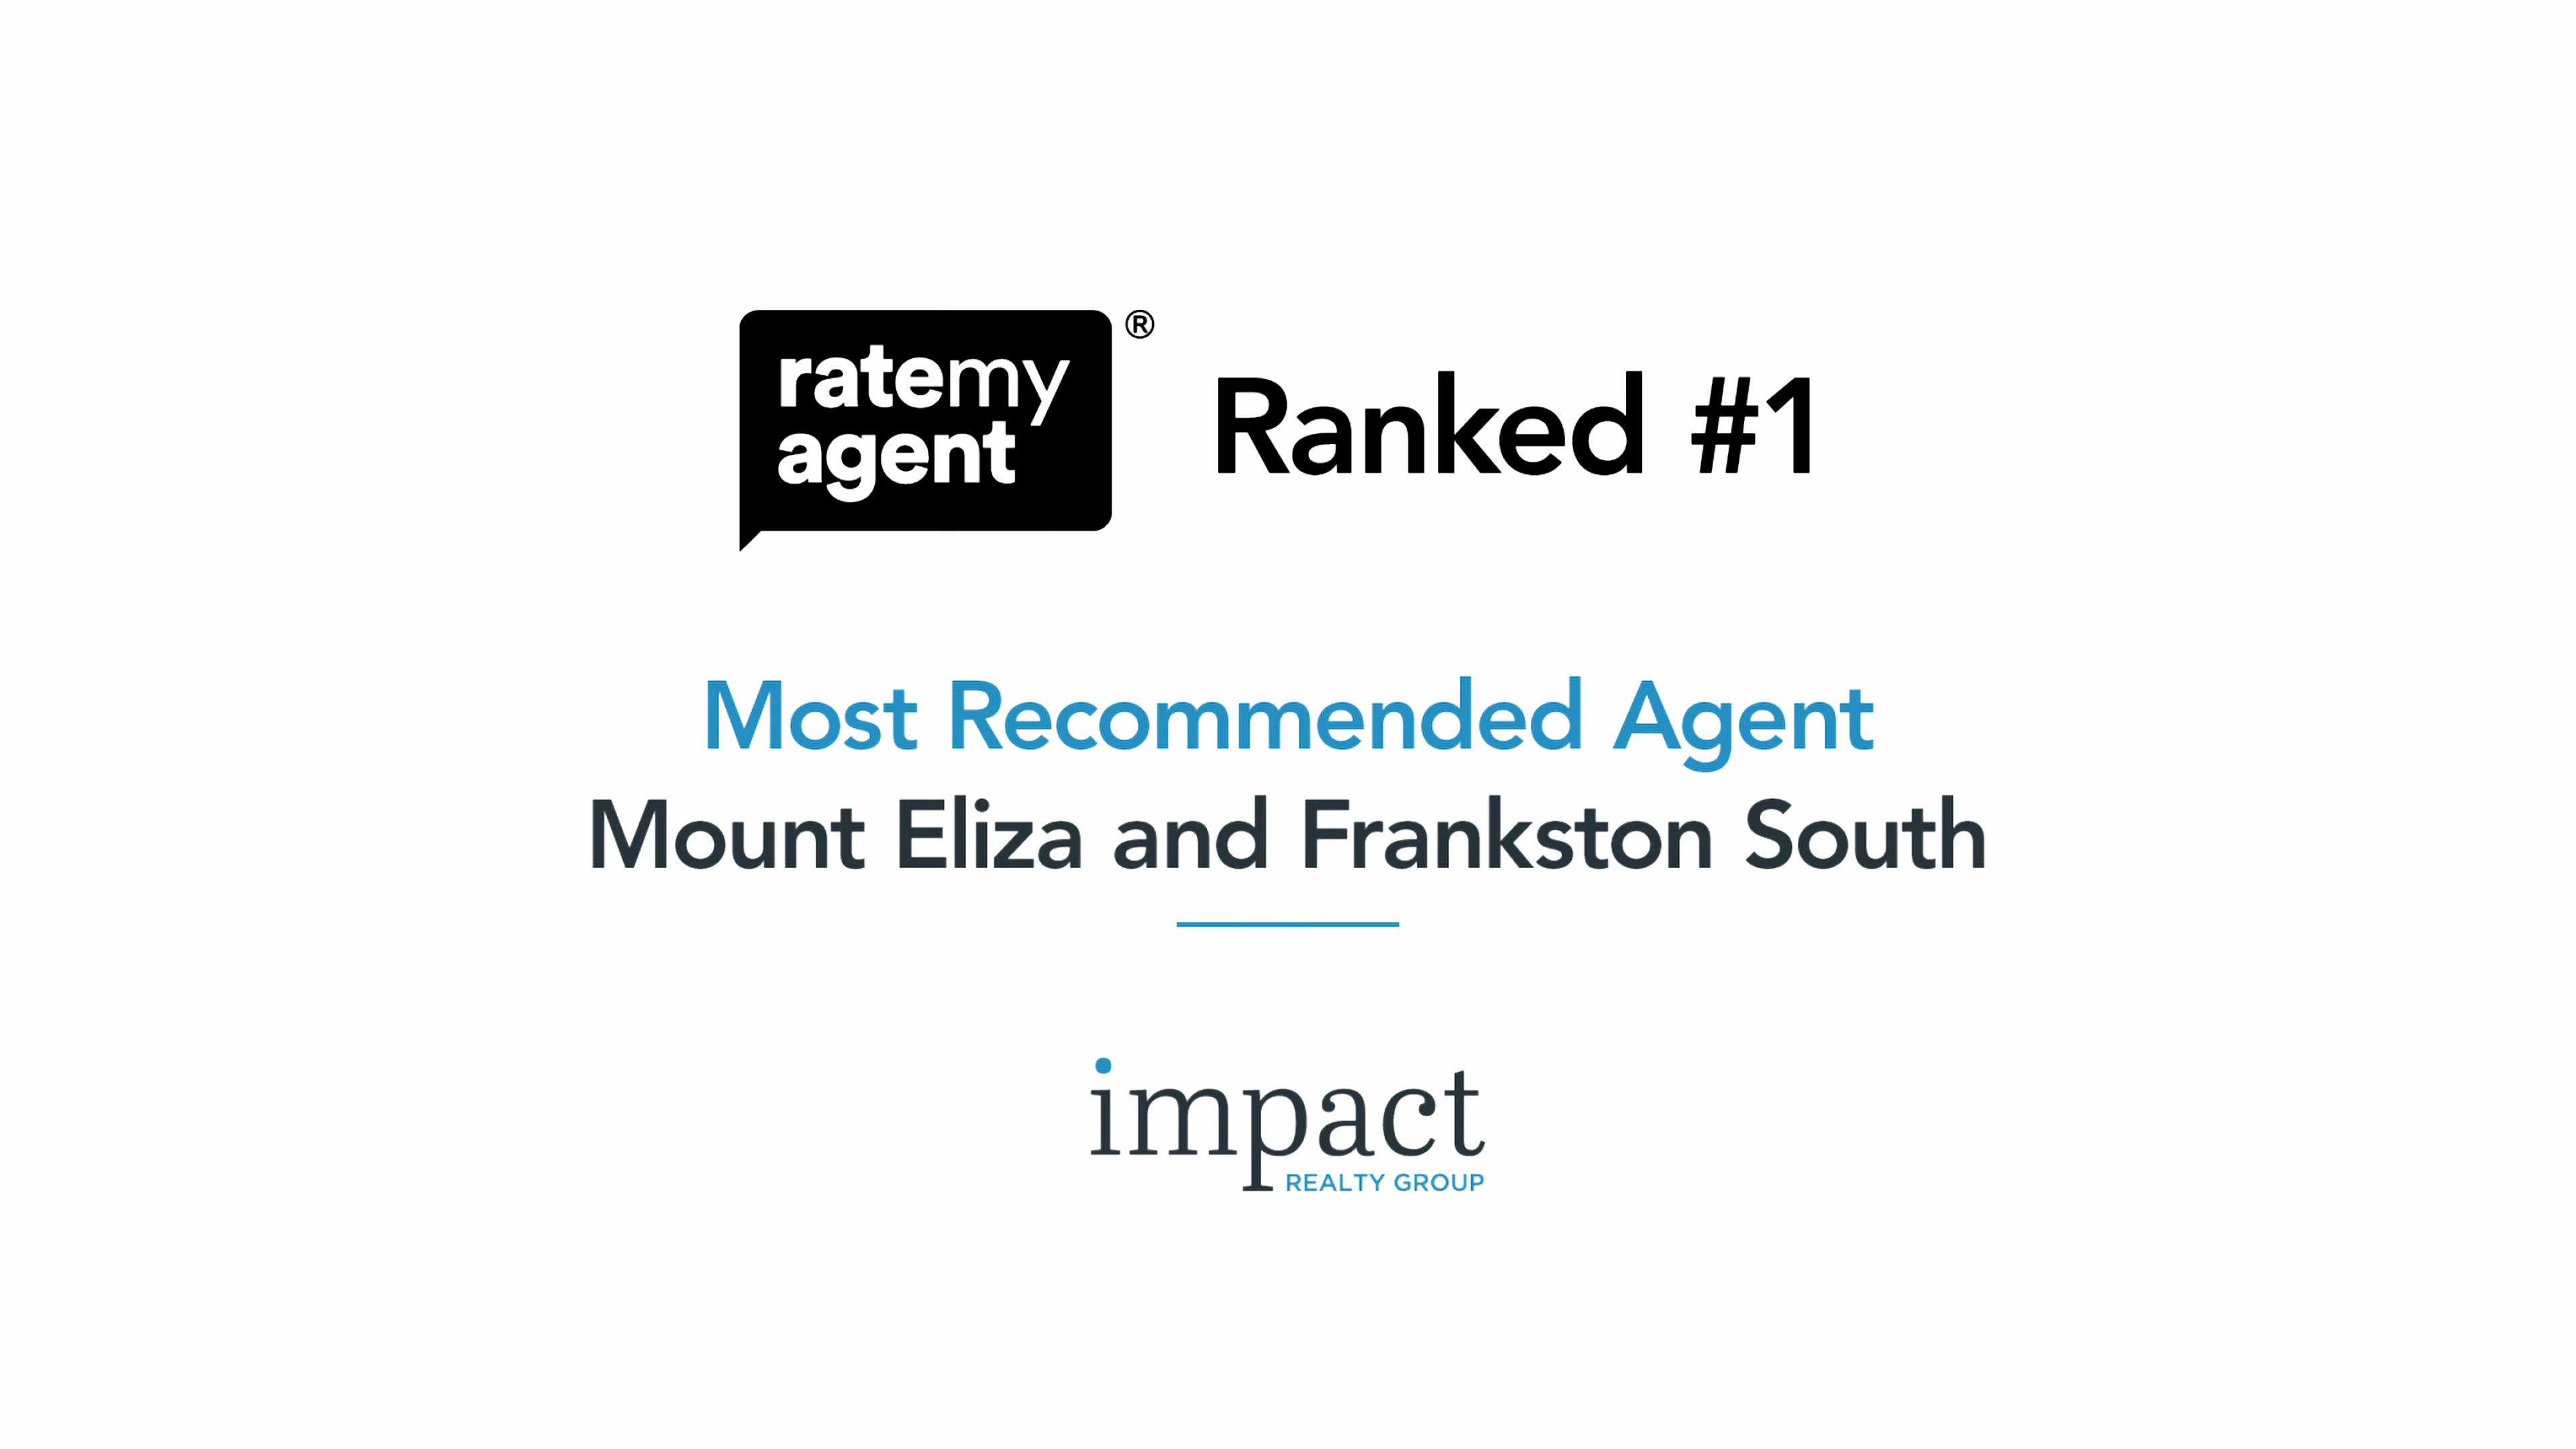 ratemy
agent®
Ranked #1
Most Recommended Agent
Mount Eliza and Frankston South
impact
REALTY GROUP